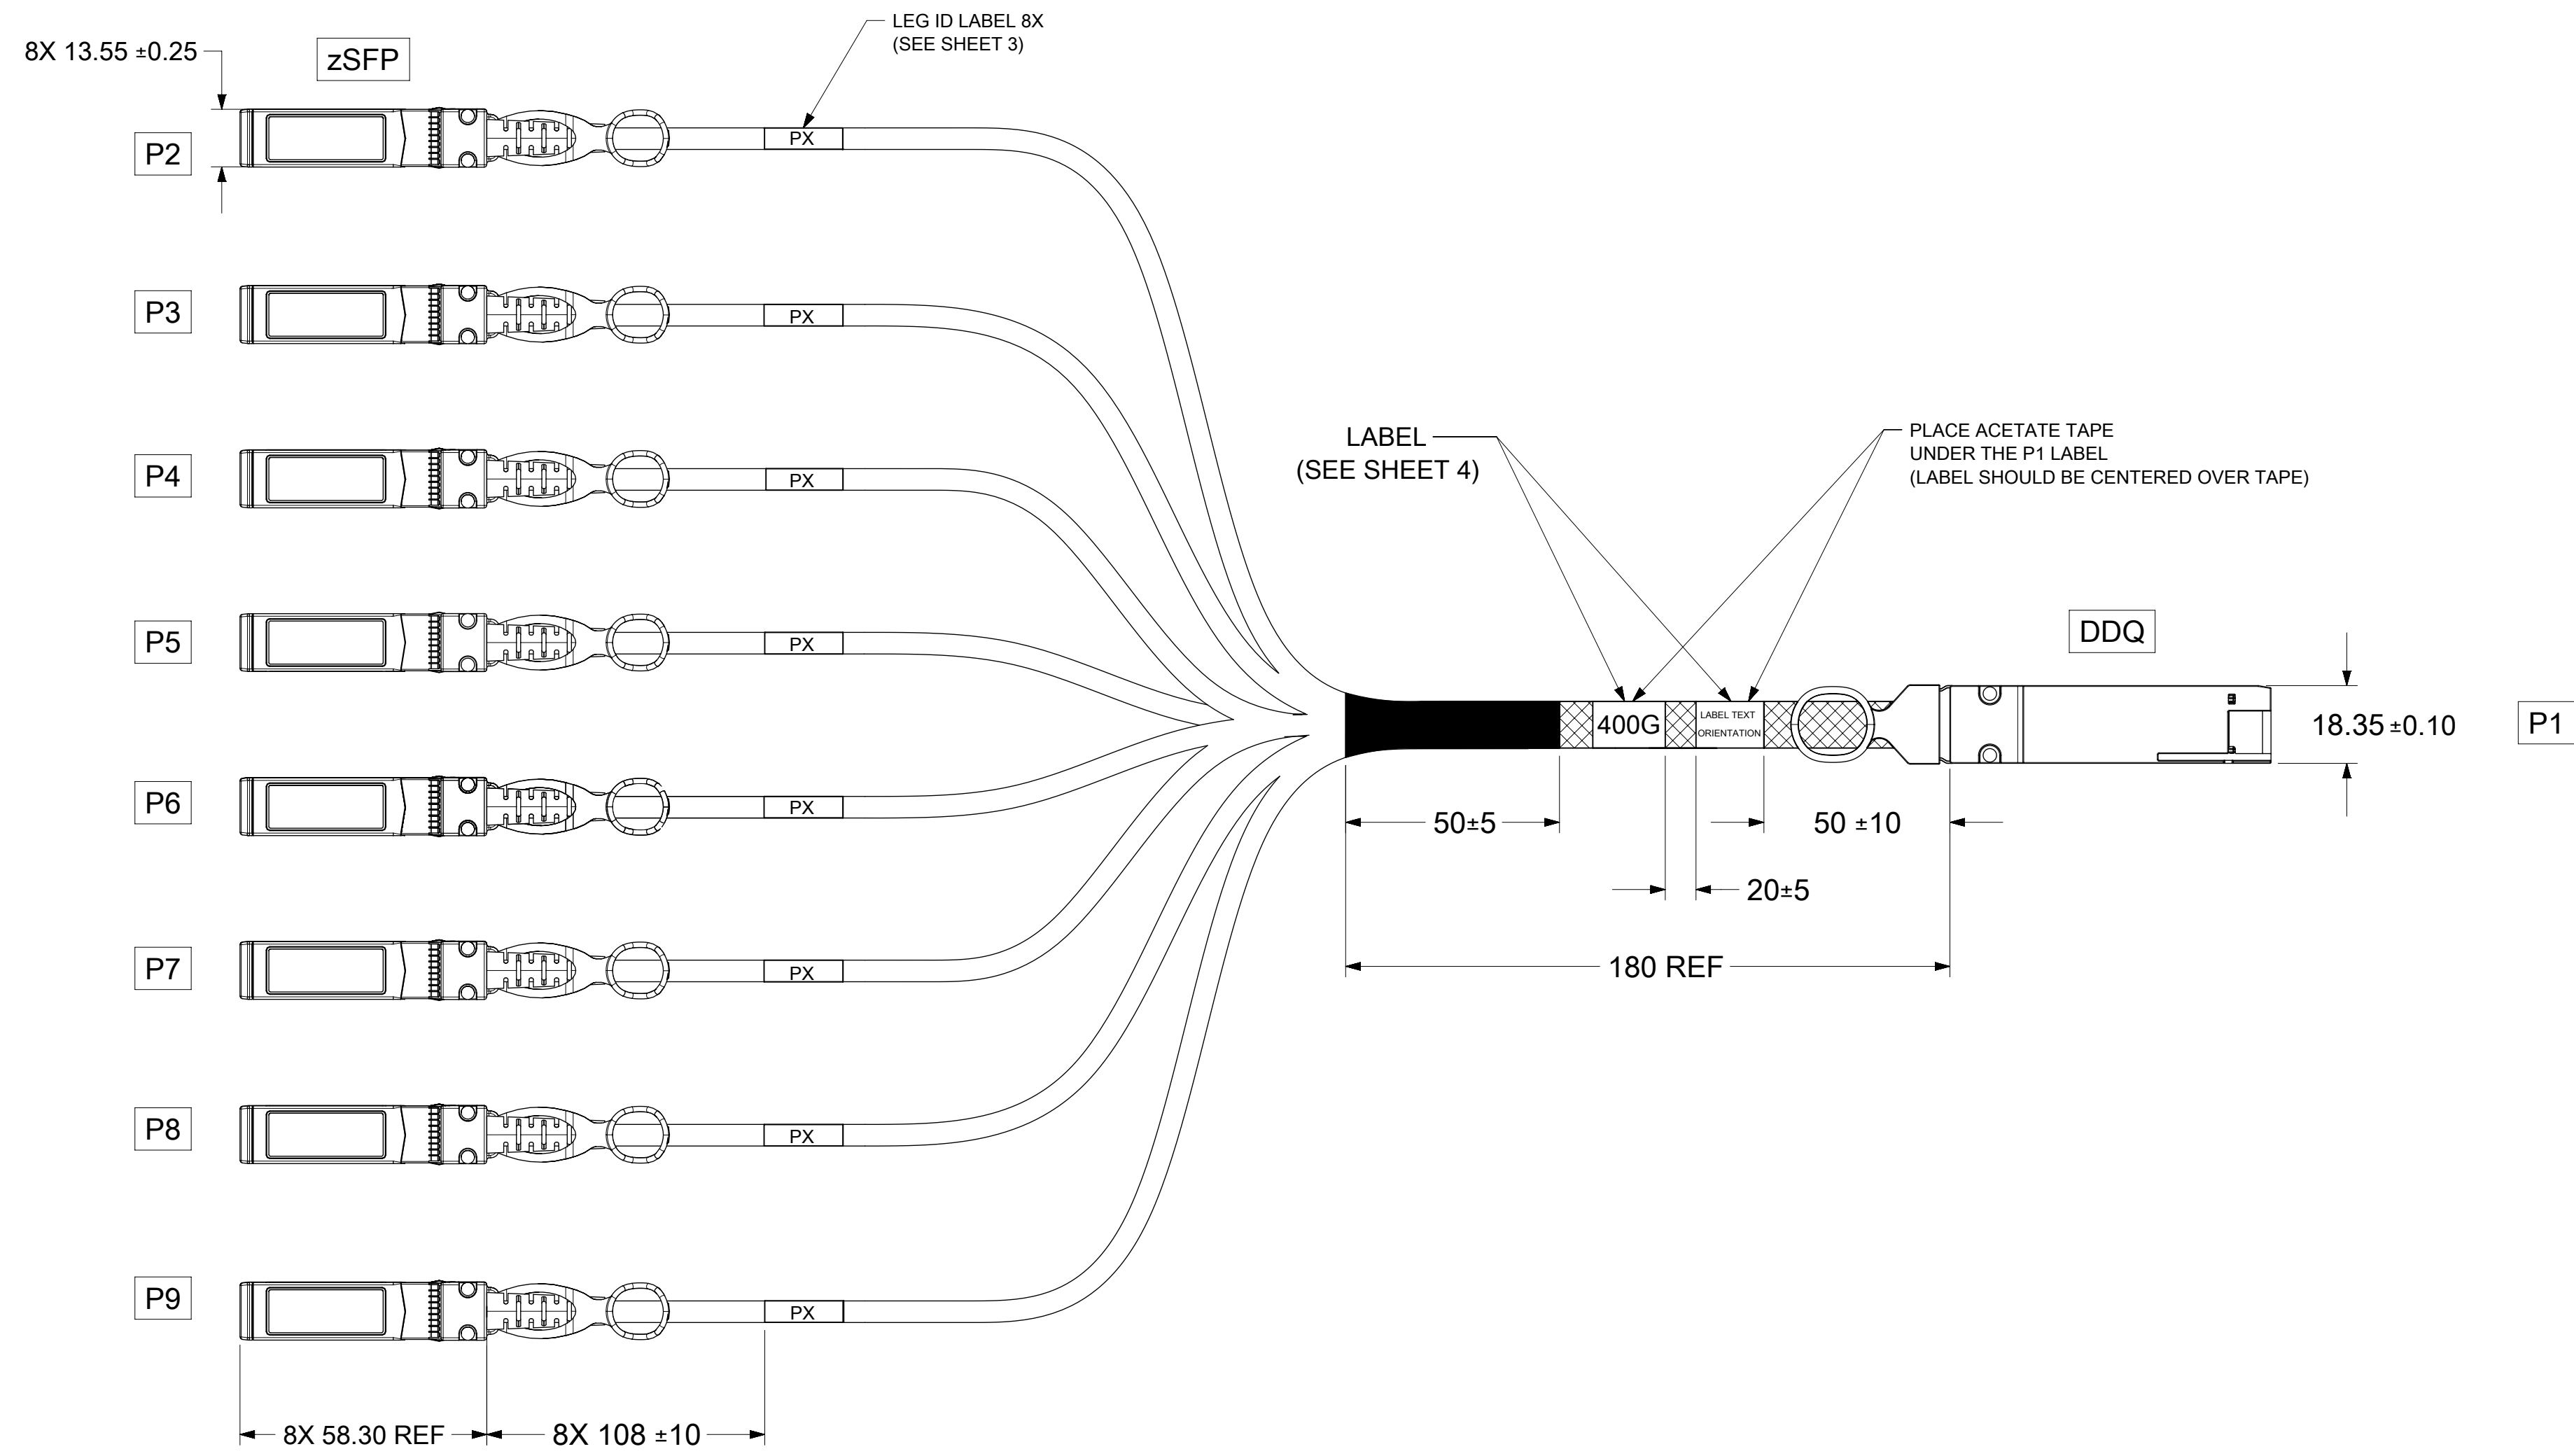 LEG ID LABEL 8X
(SEE SHEET 3)
8X 13.55 ±0.25
zSFP
P2
PX
P3
PX
LABEL
(SEE SHEET 4)
PLACE ACETATE TAPE
UNDER THE P1 LABEL
(LABEL SHOULD BE CENTERED OVER TAPE)
P4
PX
P5
PX
DDQ
400G
LABEL TEXT
ORIENTATION
18.35 ±0.10
P1
P6
PX
50±5
50 ±10
20±5
P7
PX
180 REF
P8
PX
P9
PX
8X 58.30 REF
8X 108 ±10